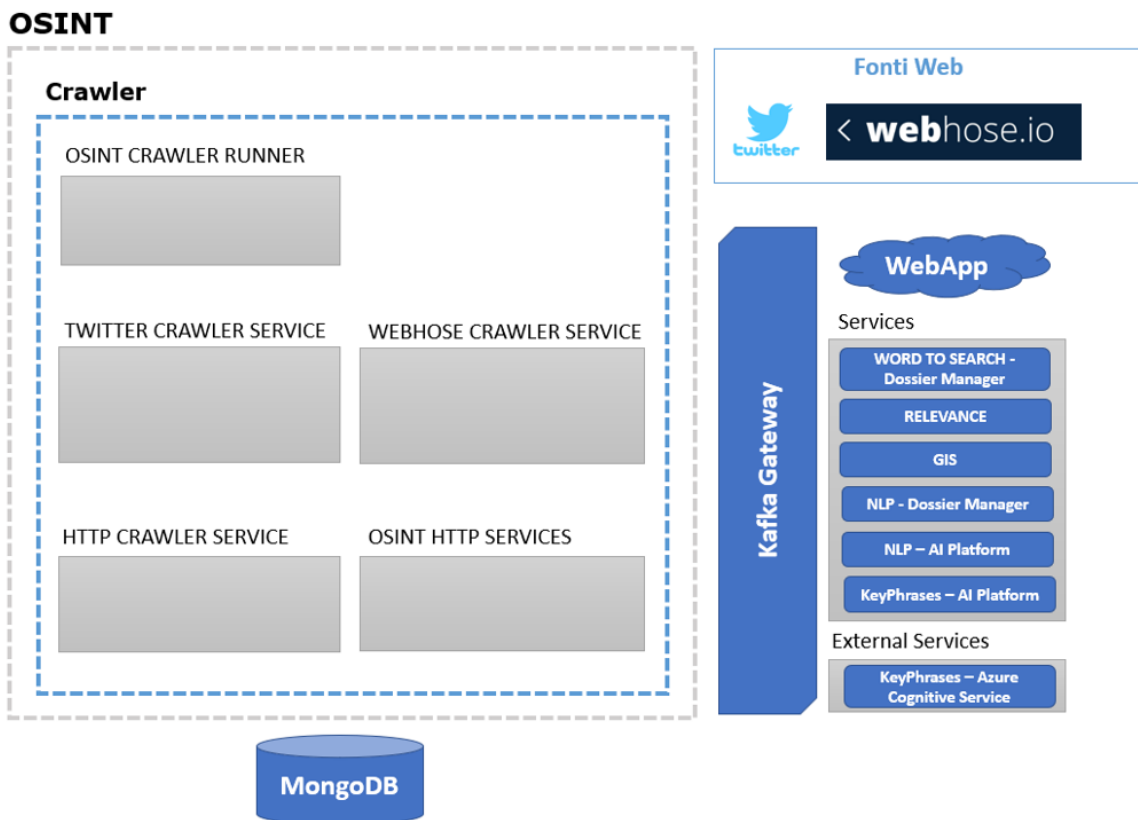 OSINT
Crawler
OSINT CRAWLER RUNNER
TWITTER CRAWLER SERVICE
WEBHOSE CRAWLER SERVICE
HTTP CRAWLER SERVICE
OSINT HTTP SERVICES
MongoDB
Fonti Web
twitter
< webhose.io
Kafka Gateway
WebApp
Services
WORD TO SEARCH -
Dossier Manager
RELEVANCE
GIS
NLP - Dossier Manager
NLP – AI Platform
KeyPhrases – AI Platform
External Services
KeyPhrases – Azure
Cognitive Service